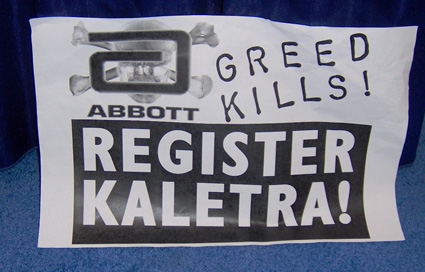 GREED
KILLS!
a
ABBOTT
REGISTER
KALETRA!